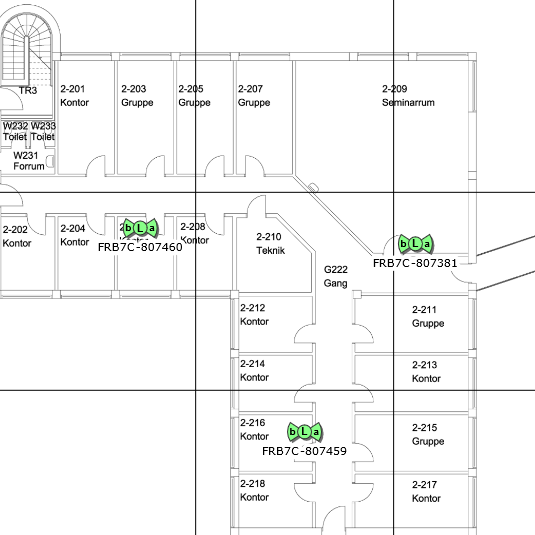 TR3
2-201
Kontor
2-203
Gruppe
2-205
Gruppe
2-207
Gruppe
2-209
Seminarrum
W232
Toilet
W233
Toilet
W231
Forrum
2-202
Kontor
2-204
Kontor
b L a
FRB7C-807460
2-208
Kontor
2-210
Teknik
b L a
FRB7C-807381
G222
Gang
2-212
Kontor
2-211
Gruppe
2-214
Kontor
2-213
Kontor
2-216
Kontor
b L a
FRB7C-807459
2-215
Gruppe
2-218
Kontor
2-217
Kontor